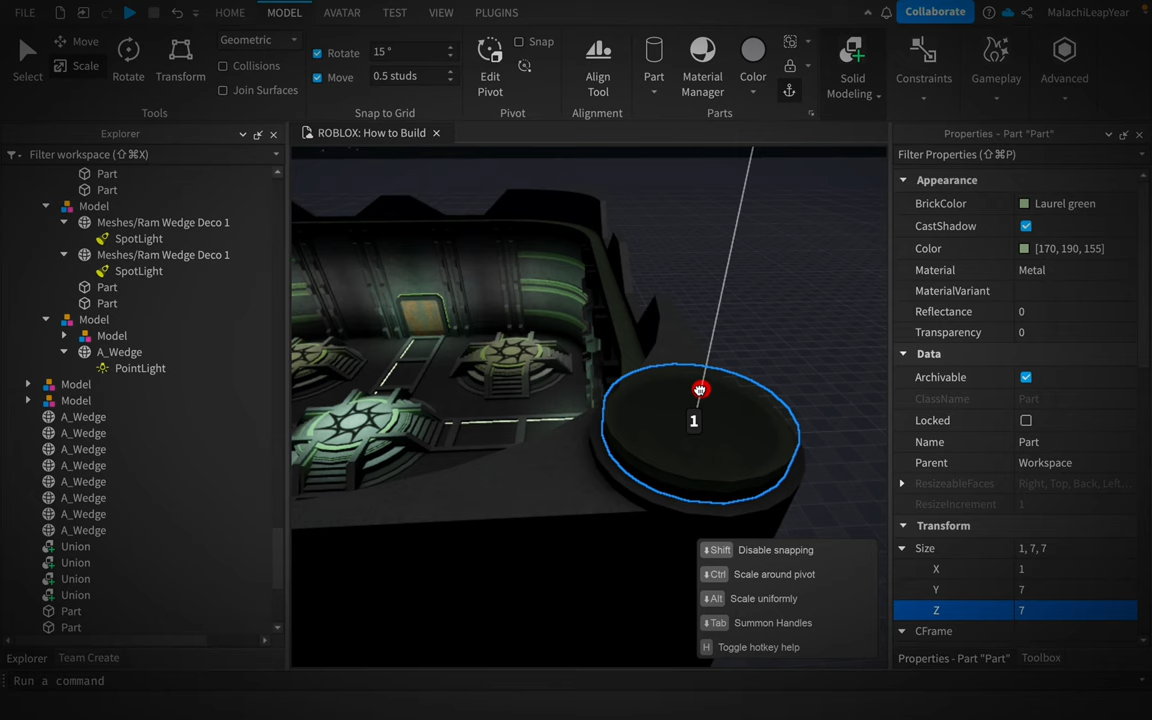 FILE HOME MODEL AVATAR TEST VIEW PLUGINS Collaborate MalachiLeapYear
Select Move Scale Rotate Transform
Geometric
Collisions
Join Surfaces
Tools
Rotate 15 °
Move 0.5 studs
Snap to Grid
Edit Pivot Snap
Pivot
Align Tool
Alignment
Part Material Manager Color
Parts
Solid Modeling
Constraints
Gameplay
Advanced
Explorer
Filter workspace (⇧⌘X)
Part
Part
Model
Meshes/Ram Wedge Deco 1
SpotLight
Meshes/Ram Wedge Deco 1
SpotLight
Part
Part
Model
Model
A_Wedge
PointLight
Model
Model
A_Wedge
A_Wedge
A_Wedge
A_Wedge
A_Wedge
A_Wedge
A_Wedge
A_Wedge
Union
Union
Union
Union
Part
Part
Explorer Team Create
Run a command
ROBLOX: How to Build
1
Shift Disable snapping
Ctrl Scale around pivot
Alt Scale uniformly
Tab Summon Handles
H Toggle hotkey help
Properties - Part "Part"
Filter Properties (⇧⌘P)
Appearance
BrickColor Laurel green
CastShadow
Color [170, 190, 155]
Material Metal
MaterialVariant
Reflectance 0
Transparency 0
Data
Archivable
ClassName Part
Locked
Name Part
Parent Workspace
ResizeableFaces Right, Top, Back, Left...
ResizeIncrement 1
Transform
Size 1, 7, 7
X 1
Y 7
Z 7
CFrame
Properties - Part "Part" Toolbox